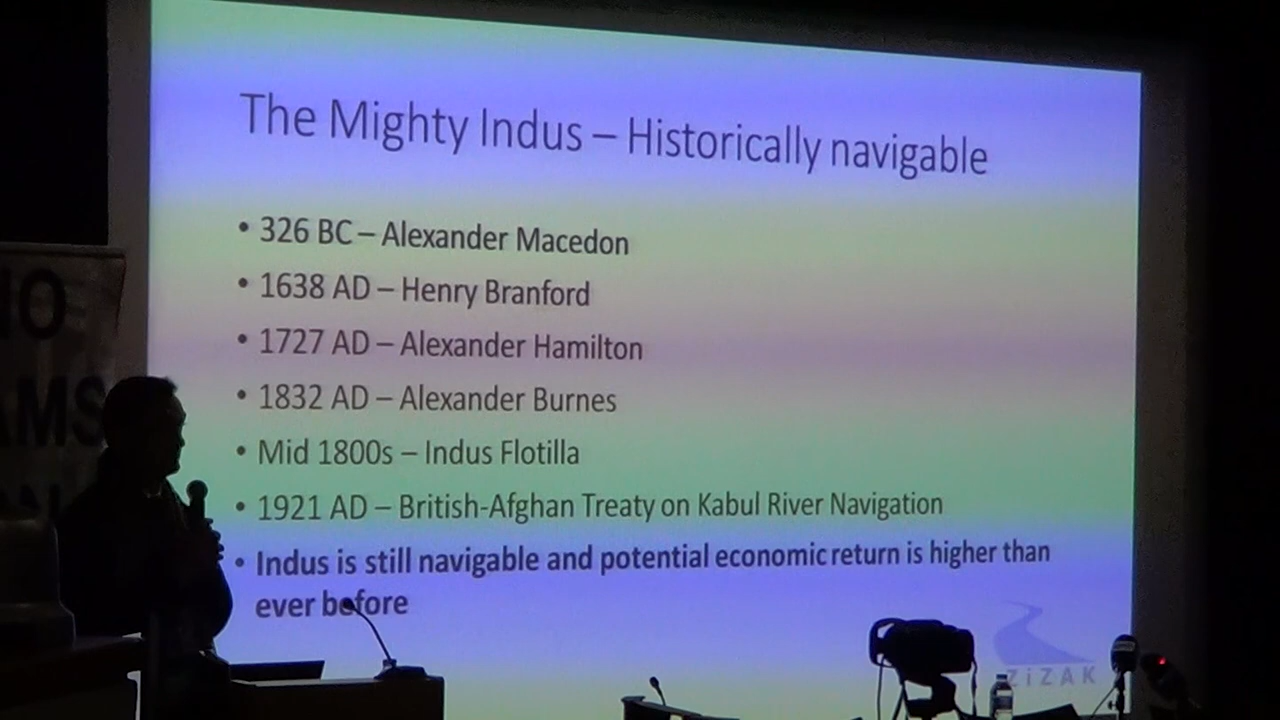 The Mighty Indus – Historically navigable
• 326 BC – Alexander Macedon
• 1638 AD – Henry Branford
• 1727 AD – Alexander Hamilton
• 1832 AD – Alexander Burnes
• Mid 1800s – Indus Flotilla
• 1921 AD – British-Afghan Treaty on Kabul River Navigation
• Indus is still navigable and potential economic return is higher than
ever before
ZiZAK